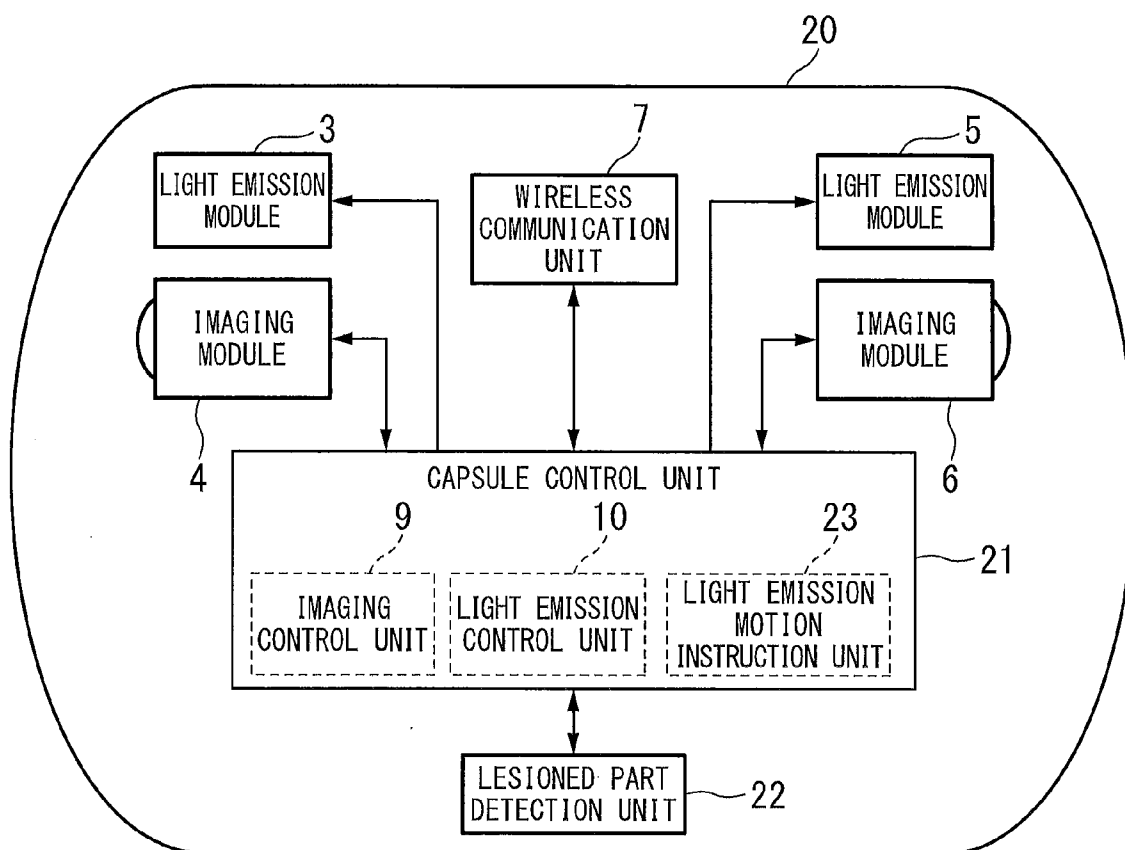 20
3
LIGHT EMISSION
MODULE
7
WIRELESS
COMMUNICATION
UNIT
5
LIGHT EMISSION
MODULE
IMAGING
MODULE
4
IMAGING
MODULE
6
CAPSULE CONTROL UNIT
21
9
IMAGING
CONTROL UNIT
10
LIGHT EMISSION
CONTROL UNIT
23
LIGHT EMISSION
MOTION
INSTRUCTION UNIT
LESIONED PART
DETECTION UNIT
22